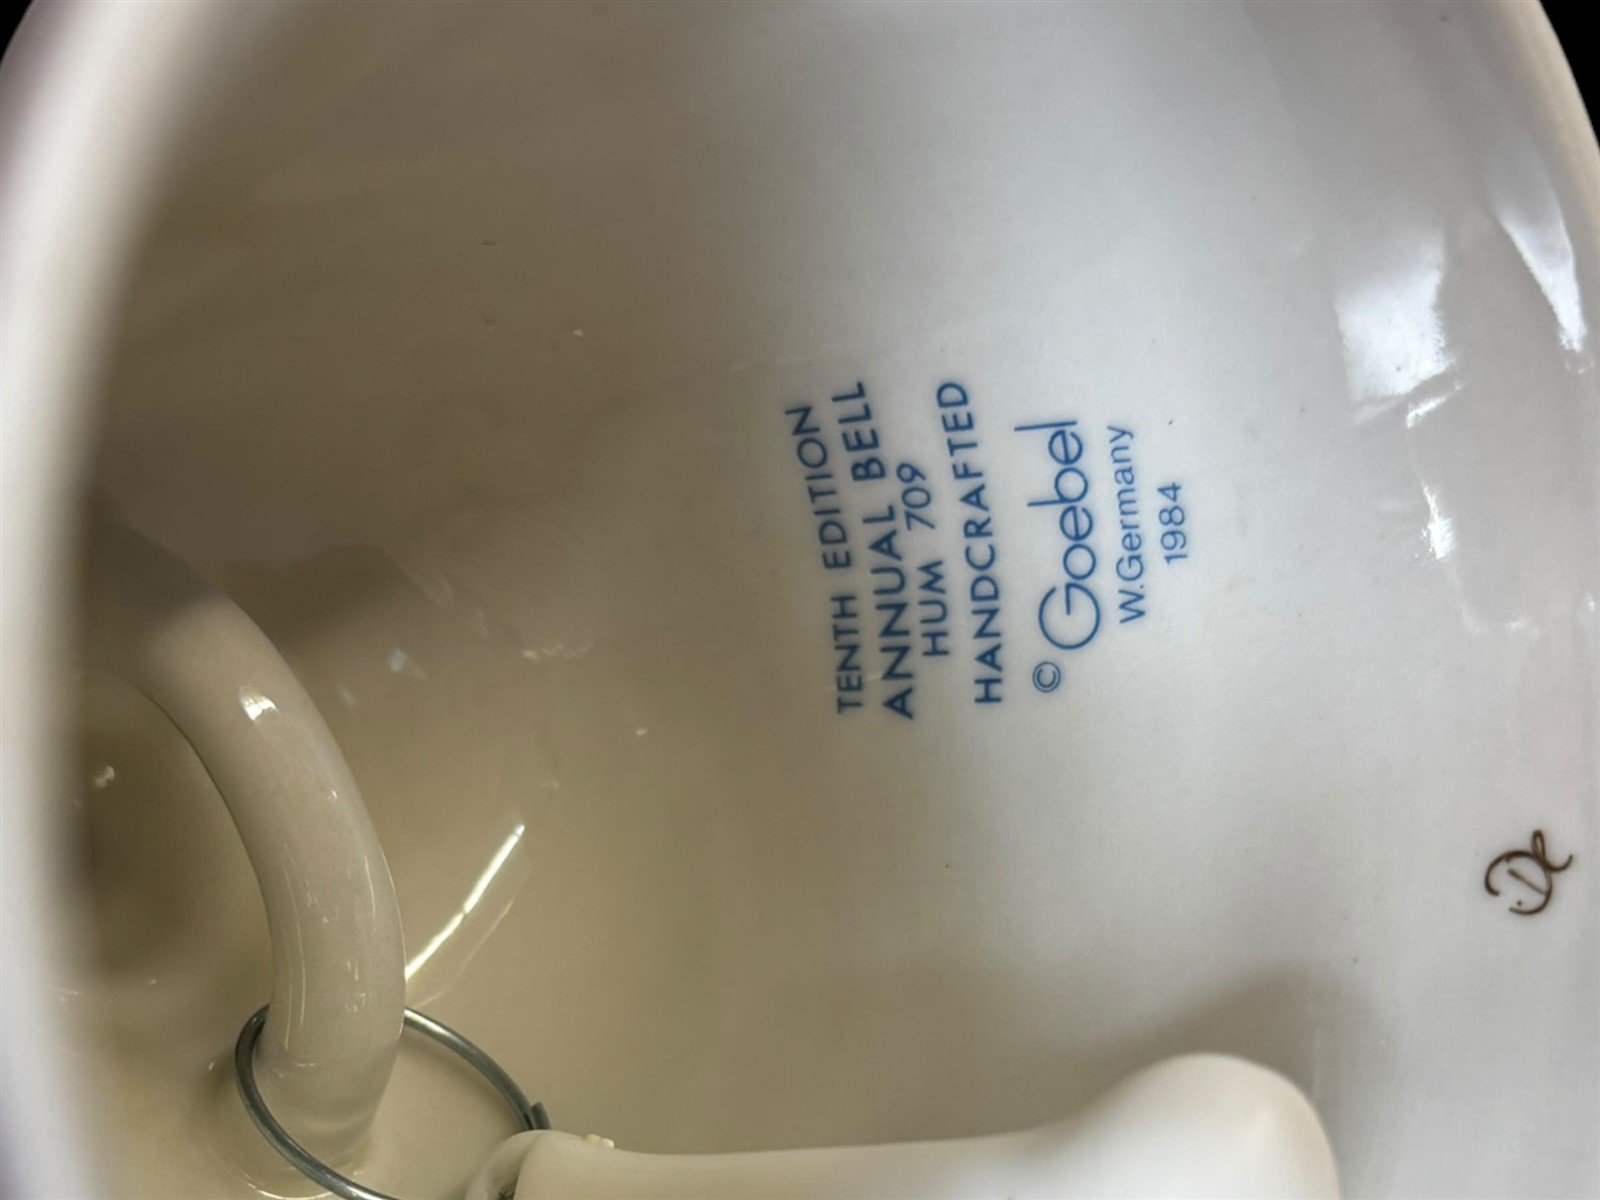 TENTH EDITION
ANNUAL BELL
HUM 709
HANDCRAFTED
© Goebel
W.Germany
1984